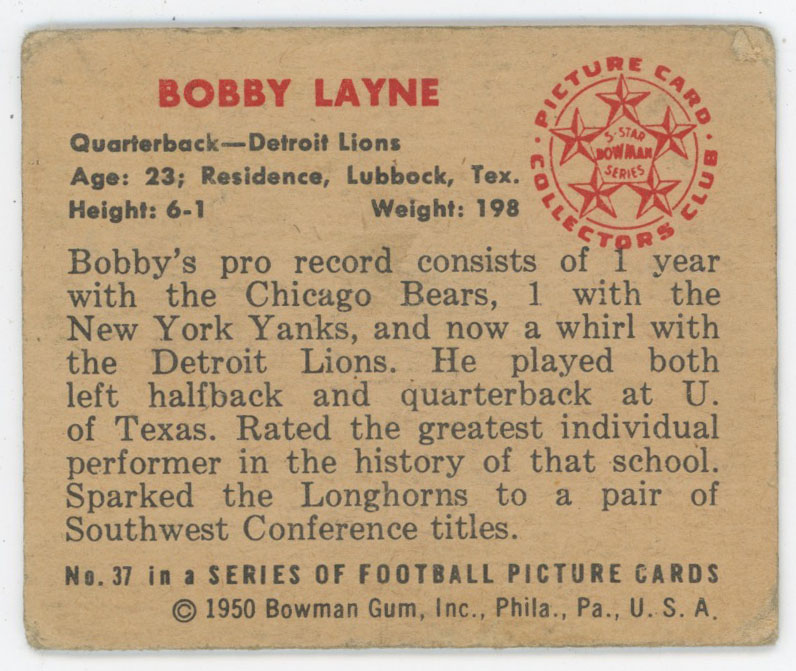 BOBBY LAYNE
Quarterback—Detroit Lions
Age: 23; Residence, Lubbock, Tex.
Height: 6-1 Weight: 198
PICTURE CARD
COLLECTORS CLUB
5-STAR
BOWMAN
SERIES
Bobby's pro record consists of 1 year
with the Chicago Bears, 1 with the
New York Yanks, and now a whirl with
the Detroit Lions. He played both
left halfback and quarterback at U.
of Texas. Rated the greatest individual
performer in the history of that school.
Sparked the Longhorns to a pair of
Southwest Conference titles.
No. 37 in a SERIES OF FOOTBALL PICTURE CARDS
© 1950 Bowman Gum, Inc., Phila., Pa., U. S. A.